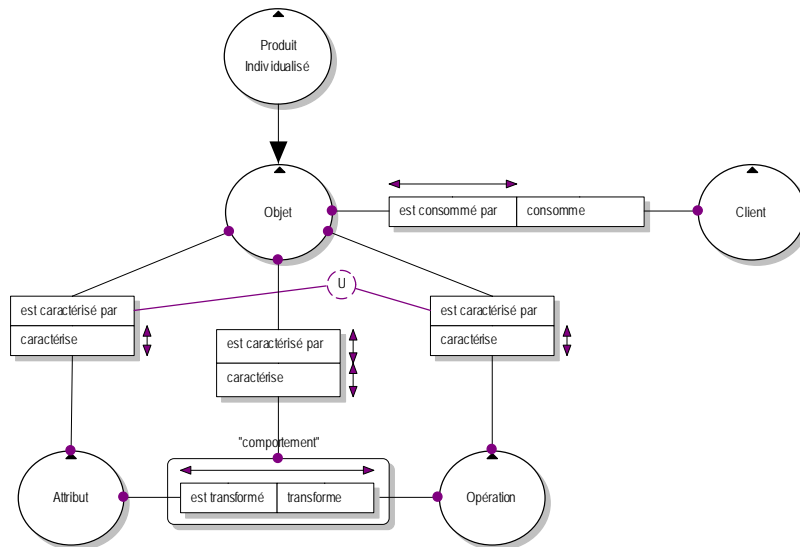 Produit
Individualisé
Objet
est consommé par
consomme
Client
U
est caractérisé par
caractérise
est caractérisé par
caractérise
est caractérisé par
caractérise
"comportement"
Attribut
est transformé
transforme
Opération